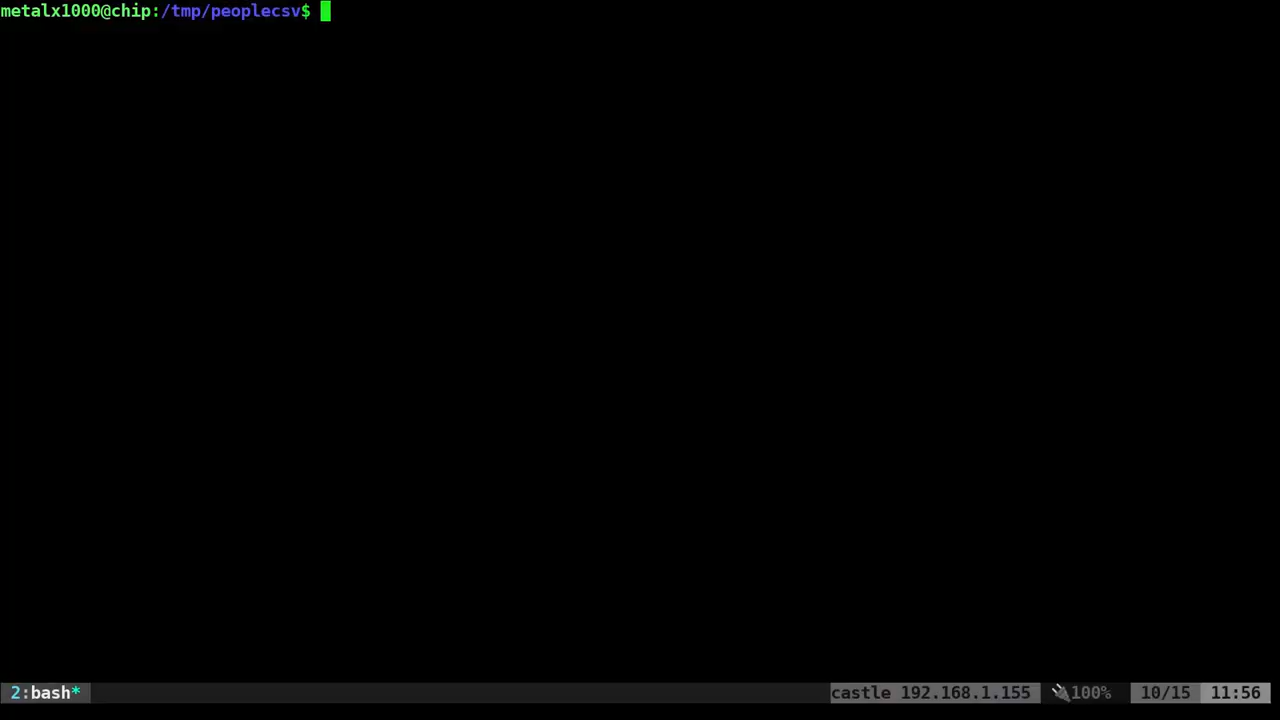 metalx1000@chip:/tmp/peoplecsv$
2:bash* castle 192.168.1.155 🔌100% 10/15 11:56